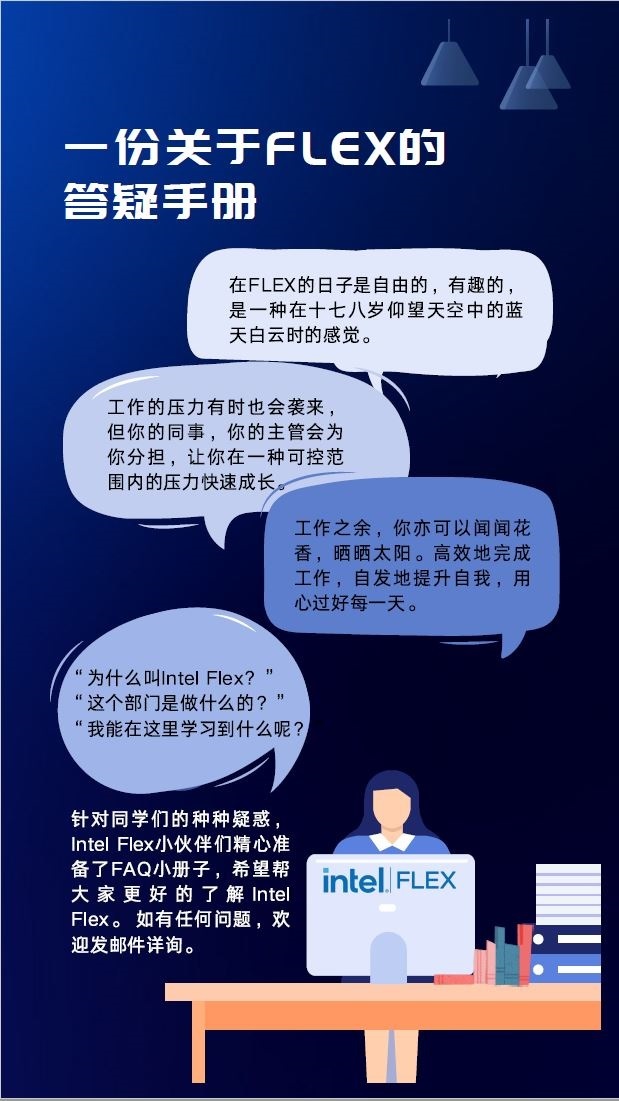 一份关于FLEX的
答疑手册
在FLEX的日子是自由的，有趣的，
是一种在十七八岁仰望天空中的蓝
天白云时的感觉。
工作的压力有时也会袭来，
但你的同事，你的主管会为
你分担，让你在一种可控范
围内的压力快速成长。
工作之余，你亦可以闻闻花
香，晒晒太阳。高效地完成
工作，自发地提升自我，用
心过好每一天。
“为什么叫Intel Flex？”
“这个部门是做什么的？”
“我能在这里学习到什么呢？
针对同学们的种种疑惑，
Intel Flex小伙伴们精心准
备了FAQ小册子，希望帮
大家更好的了解Intel
Flex。如有任何问题，欢
迎发邮件详询。
intel. FLEX